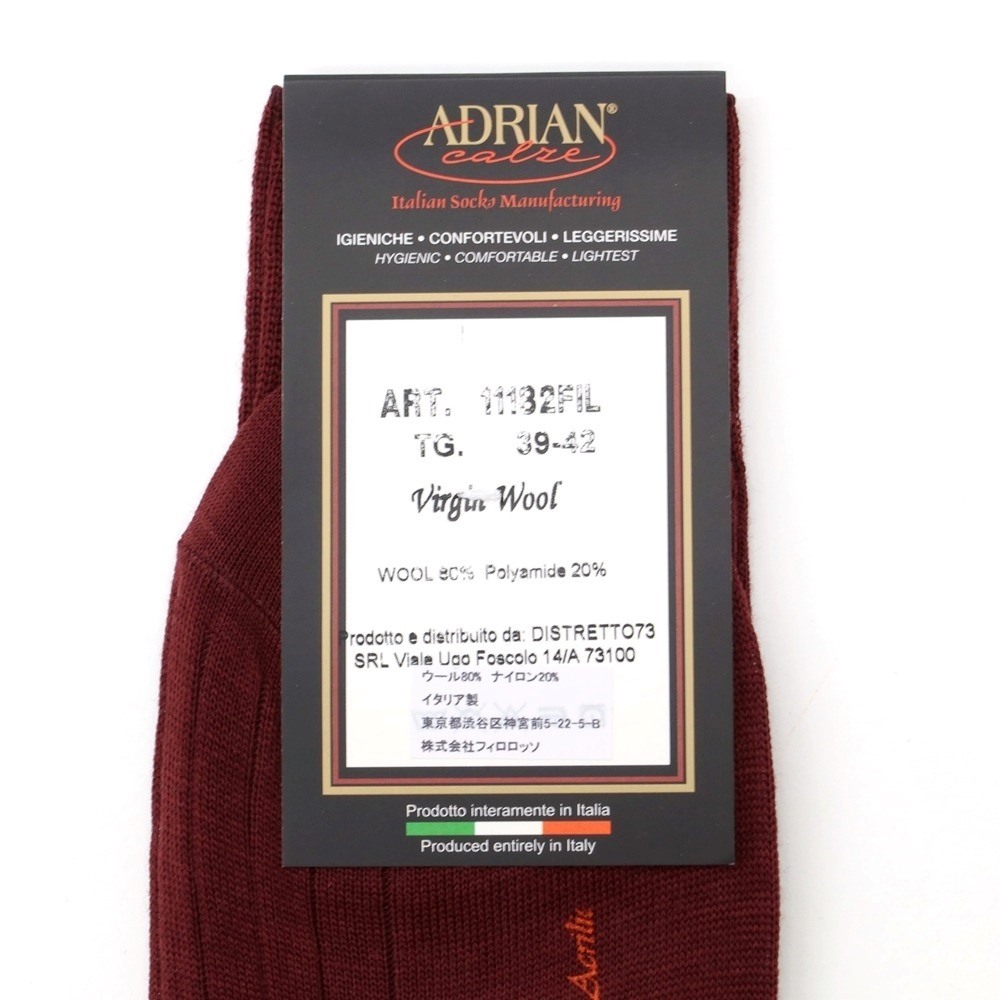 ADRIAN®
calze
Italian Socks Manufacturing
IGIENICHE • CONFORTEVOLI • LEGGERISSIME
HYGIENIC • COMFORTABLE • LIGHTEST
ART. 11182FIL
TG. 39-42
Virgin Wool
WOOL 80% Polyamide 20%
Prodotto e distribuito da: DISTRETTO73
SRL Viale Ugo Foscolo 14/A 73100
ウール80% ナイロン20%
イタリア製
東京都渋谷区神宮前5-22-5-B
株式会社フィロロッソ
Prodotto interamente in Italia
Produced entirely in Italy